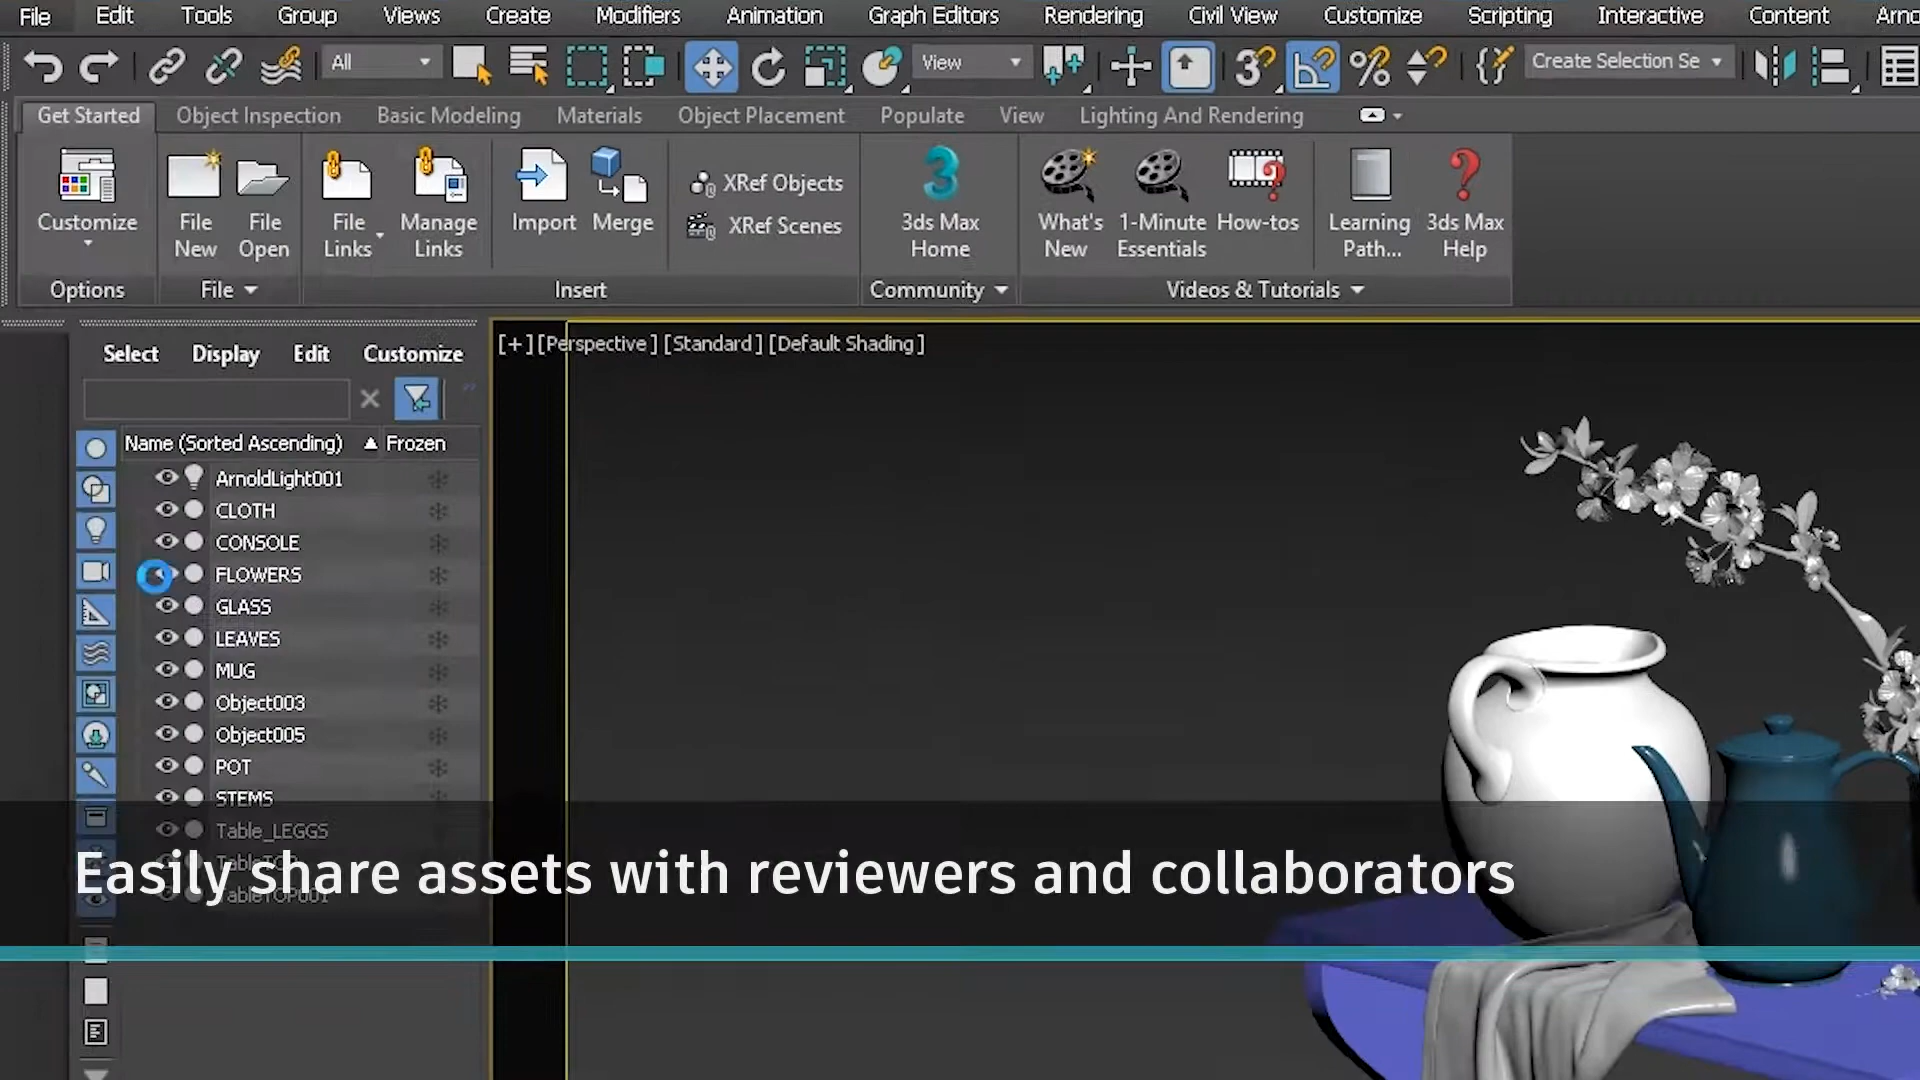 File Edit Tools Group Views Create Modifiers Animation Graph Editors Rendering Civil View Customize Scripting Interactive Content
All View 3 Create Selection Se
Get Started Object Inspection Basic Modeling Materials Object Placement Populate View Lighting And Rendering
Customize
File New
File Open
File Links
Manage Links
Import
Merge
XRef Objects
XRef Scenes
3
3ds Max Home
What's New
1-Minute Essentials
How-tos
Learning Path...
3ds Max Help
Options File Insert Community Videos & Tutorials
Select Display Edit Customize
[+] [Perspective] [Standard] [Default Shading]
Name (Sorted Ascending) Frozen
ArnoldLight001
CLOTH
CONSOLE
FLOWERS
GLASS
LEAVES
MUG
Object003
Object005
POT
STEMS
Table_LEGGS
TableTOP
TableTOP001
Easily share assets with reviewers and collaborators